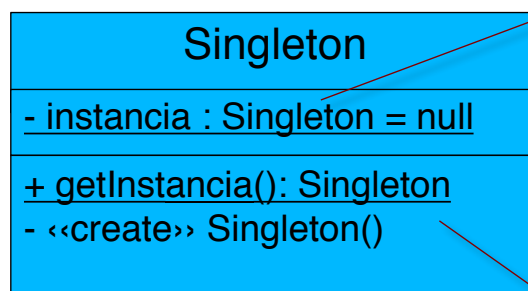 Singleton
- instancia : Singleton = null
+ getInstancia(): Singleton
- ‹‹create›› Singleton()